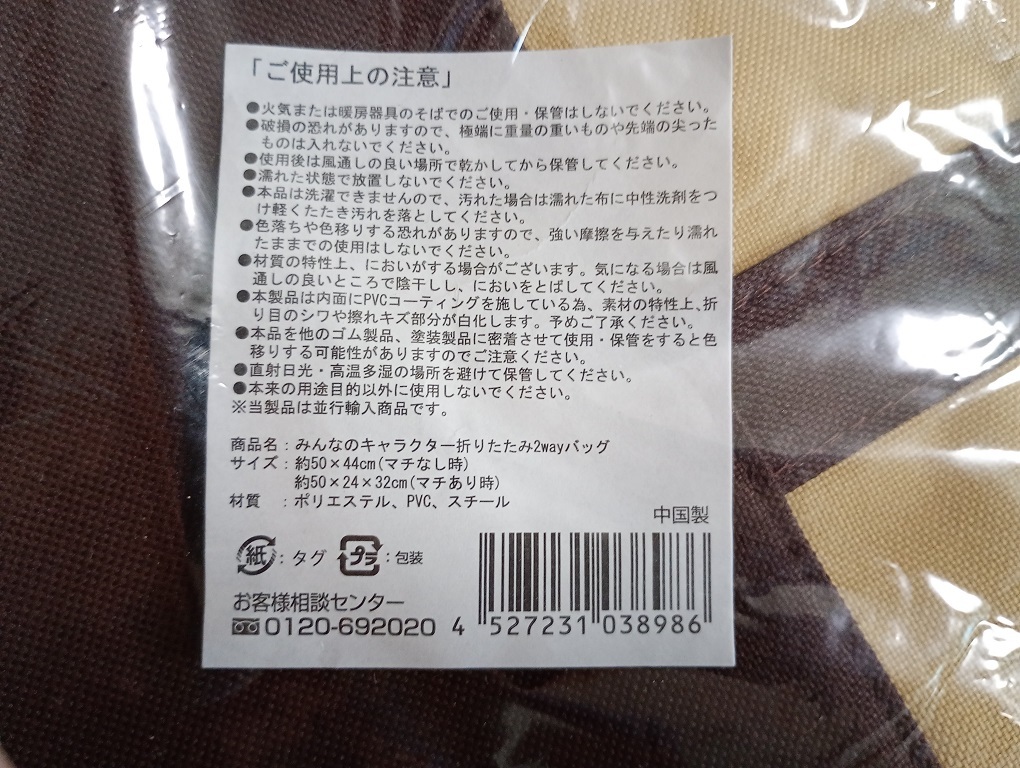 「ご使用上の注意」
●火気または暖房器具のそばでのご使用・保管はしないでください。
●破損の恐れがありますので、極端に重量の重いものや先端の尖った
ものは入れないでください。
●使用後は風通しの良い場所で乾かしてから保管してください。
●濡れた状態で放置しないでください。
●本品は洗濯できませんので、汚れた場合は濡れた布に中性洗剤をつ
け軽くたたき汚れを落としてください。
●色落ちや色移りする恐れがありますので、強い摩擦を与えたり濡れ
たままでの使用はしないでください。
●材質の特性上、においがする場合がございます。気になる場合は風
通しの良いところで陰干しし、においをとばしてください。
●本製品は内面にPVCコーティングを施している為、素材の特性上、折
り目のシワや擦れキズ部分が白化します。予めご了承ください。
●本品を他のゴム製品、塗装製品に密着させて使用・保管をすると色
移りする可能性がありますのでご注意ください。
●直射日光・高温多湿の場所を避けて保管してください。
●本来の用途目的以外に使用しないでください。
※当製品は並行輸入商品です。
商品名：みんなのキャラクター折りたたみ2wayバッグ
サイズ：約50×44cm(マチなし時)
約50×24×32cm(マチあり時)
材質　：ポリエステル、PVC、スチール
中国製
紙：タグ プラ：包装
お客様相談センター
0120-692020
4 527231 038986